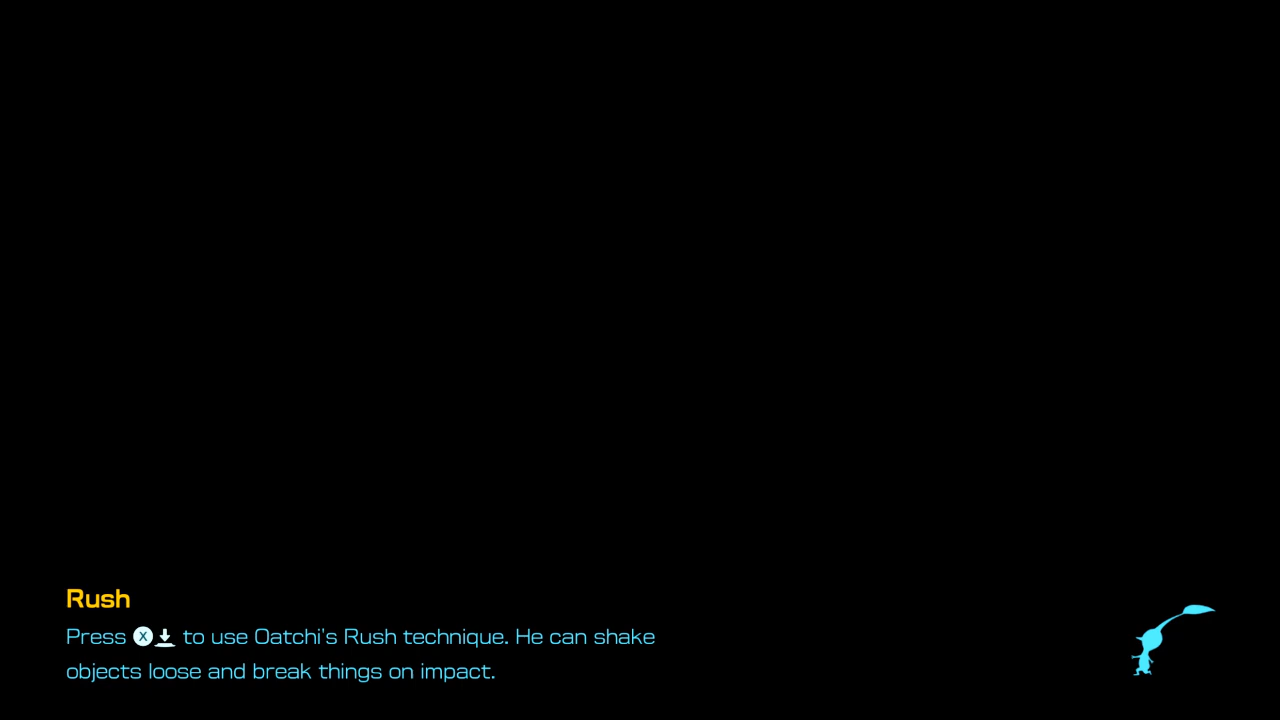 Rush
Press X to use Oatchi's Rush technique. He can shake
objects loose and break things on impact.